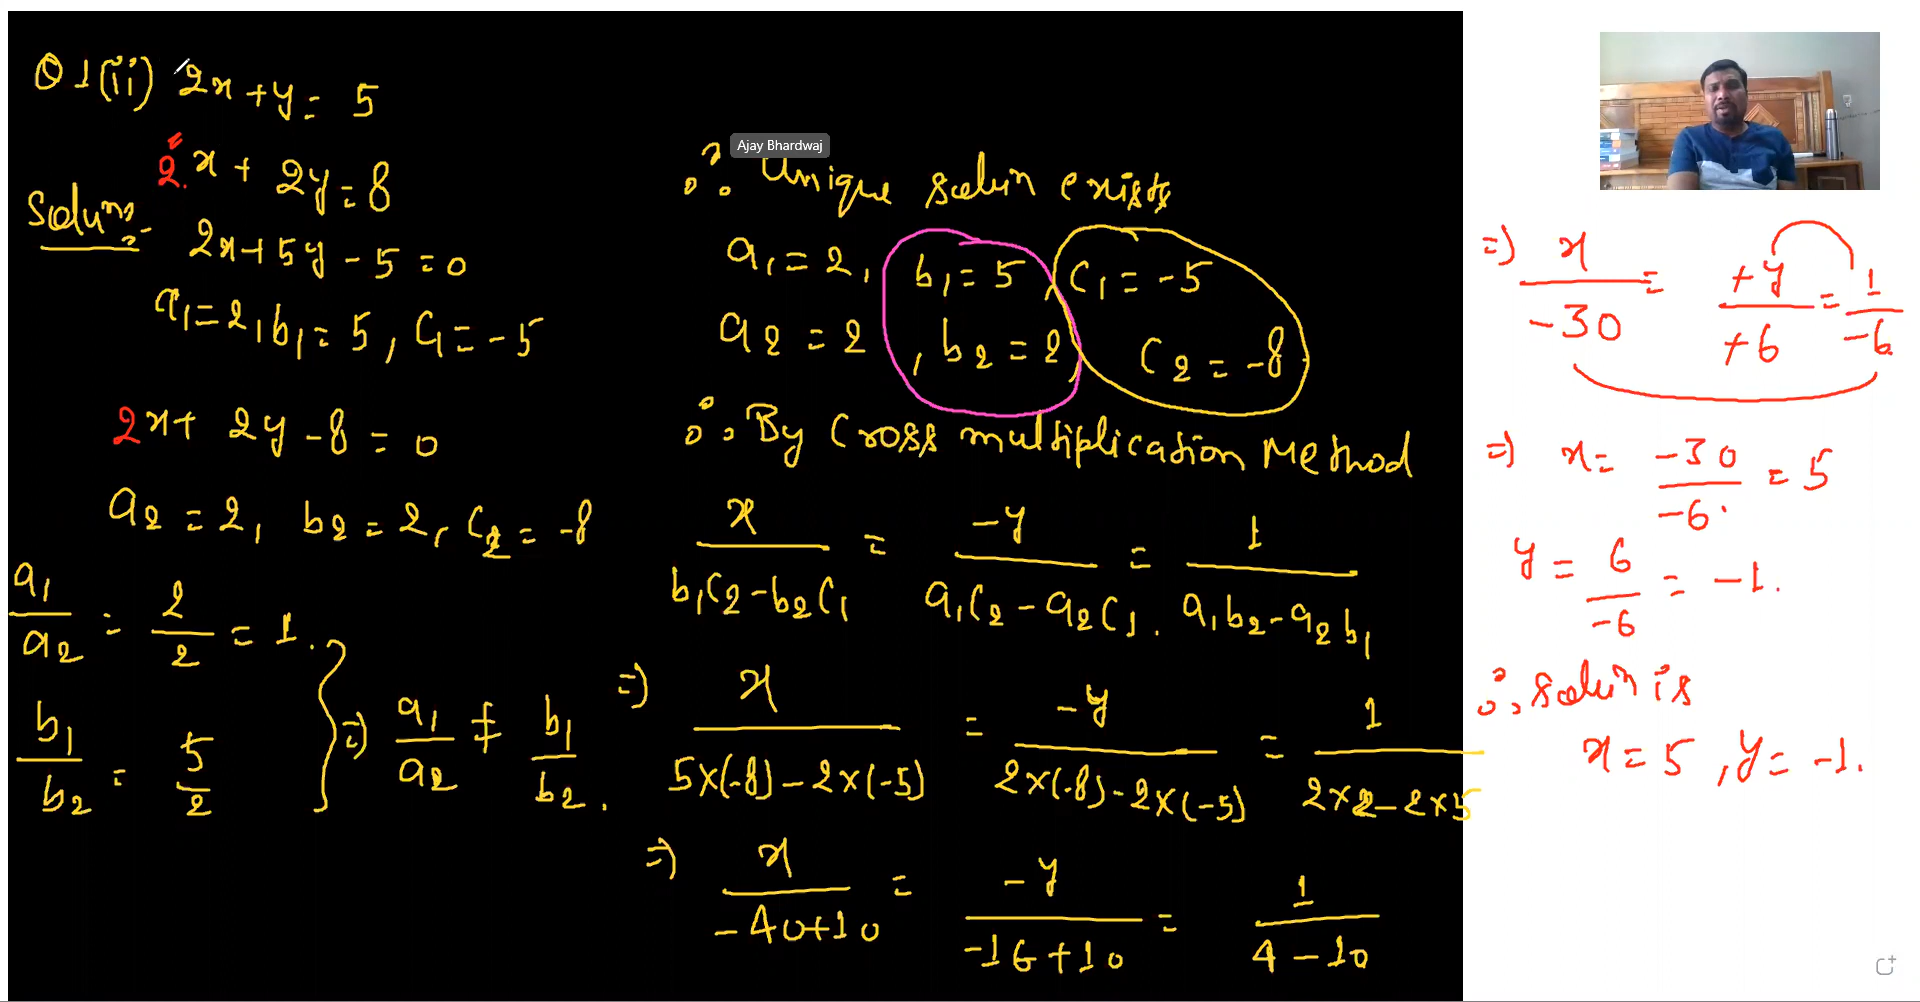 Q1(ii) 2x + y = 5
2x + 2y = 8
Solun:-
2x + 5y - 5 = 0
a1 = 2, b1 = 5, C1 = -5
2x + 2y - 8 = 0
a2 = 2, b2 = 2, C2 = -8
a1/a2 = 2/2 = 1.
b1/b2 = 5/2
=) a1/a2 ≠ b1/b2.
Ajay Bhardwaj
∴ Unique solun exists
a1 = 2, b1 = 5, C1 = -5
a2 = 2, b2 = 2, C2 = -8
∴ By Cross multiplication Method
x/(b1C2 - b2C1) = -y/(a1C2 - a2C1) = 1/(a1b2 - a2b1)
=) x/(5×(-8) - 2×(-5)) = -y/(2×(-8) - 2×(-5)) = 1/(2×2 - 2×5)
=) x/(-40+10) = -y/(-16+10) = 1/(4-10)
=) x/-30 = +y/+6 = 1/-6
=) x = -30/-6 = 5
y = 6/-6 = -1.
∴ solun is
x = 5, y = -1.